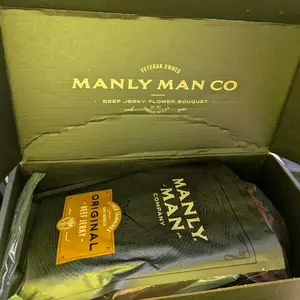 VETERAN OWNED
MANLY MAN CO
BEEF JERKY FLOWER BOUQUET
MANLY
MAN
COMPANY
ORIGINAL
BEEF JERKY